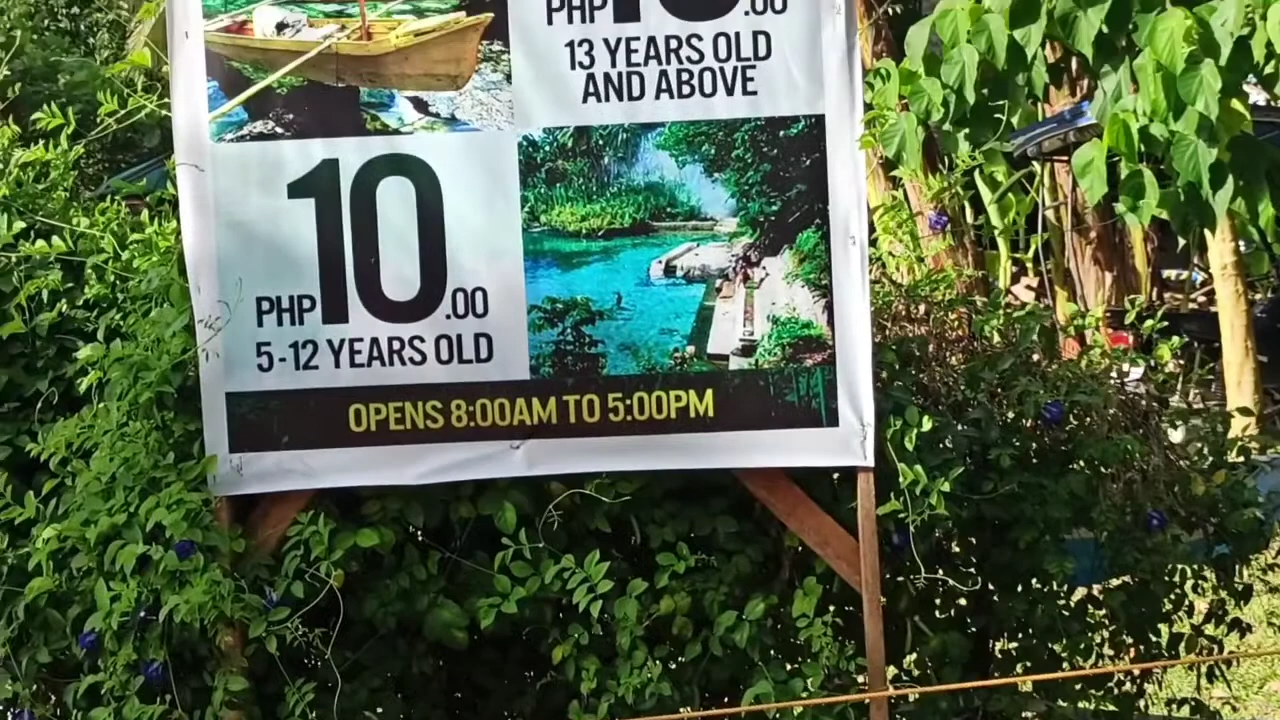 PHP .00
13 YEARS OLD
AND ABOVE
PHP10.00
5-12 YEARS OLD
OPENS 8:00AM TO 5:00PM